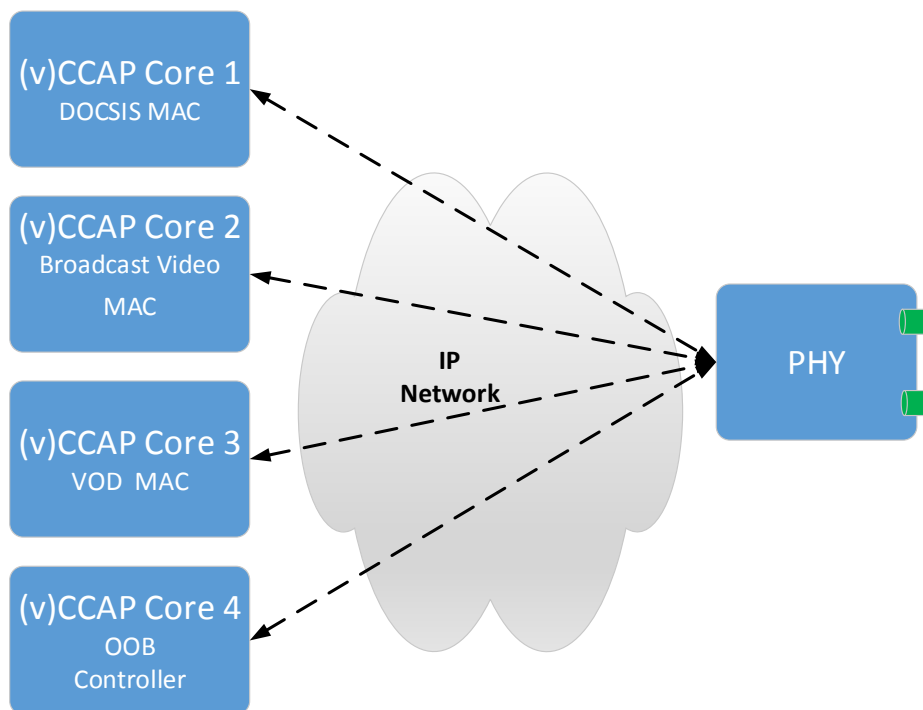 (v)CCAP Core 1
DOCSIS MAC
(v)CCAP Core 2
Broadcast Video
MAC
(v)CCAP Core 3
VOD MAC
(v)CCAP Core 4
OOB
Controller
IP
Network
PHY